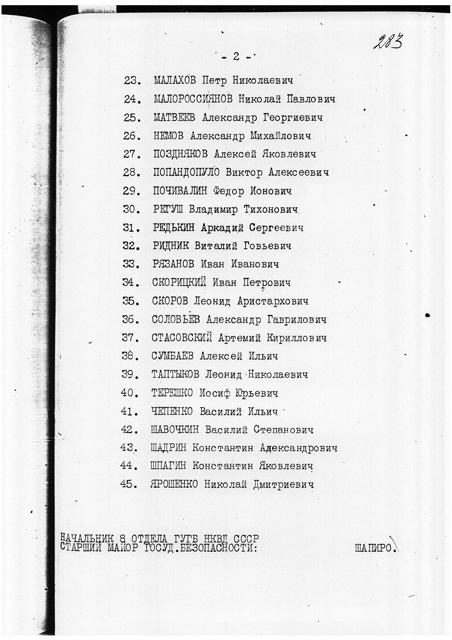 283
- 2 -
23. МАЛАХОВ Петр Николаевич
24. МАЛОРОССИЯНОВ Николай Павлович
25. МАТВЕЕВ Александр Георгиевич
26. НЕМОВ Александр Михайлович
27. ПОЗДНЯКОВ Алексей Яковлевич
28. ПОПАНДОПУЛО Виктор Алексеевич
29. ПОЧИВАЛИН Федор Ионович
30. РЕГУШ Владимир Тихонович
31. РЕДЬКИН Аркадий Сергеевич
32. РИДНИК Виталий Говьевич
33. РЯЗАНОВ Иван Иванович
34. СКОРИЦКИЙ Иван Петрович
35. СКОРОВ Леонид Аристархович
36. СОЛОВЬЕВ Александр Гаврилович
37. СТАСОВСКИЙ Артемий Кириллович
38. СУМБАЕВ Алексей Ильич
39. ТАПТЫКОВ Леонид Николаевич
40. ТЕРЕШКО Иосиф Юрьевич
41. ЧЕПЕНКО Василий Ильич
42. ШАВОЧКИН Василий Степанович
43. ШАДРИН Константин Александрович
44. ШПАГИН Константин Яковлевич
45. ЯРОШЕНКО Николай Дмитриевич
НАЧАЛЬНИК 8 ОТДЕЛА ГУГБ НКВД СССР
СТАРШИЙ МАЙОР ГОСУД.БЕЗОПАСНОСТИ: ШАПИРО.